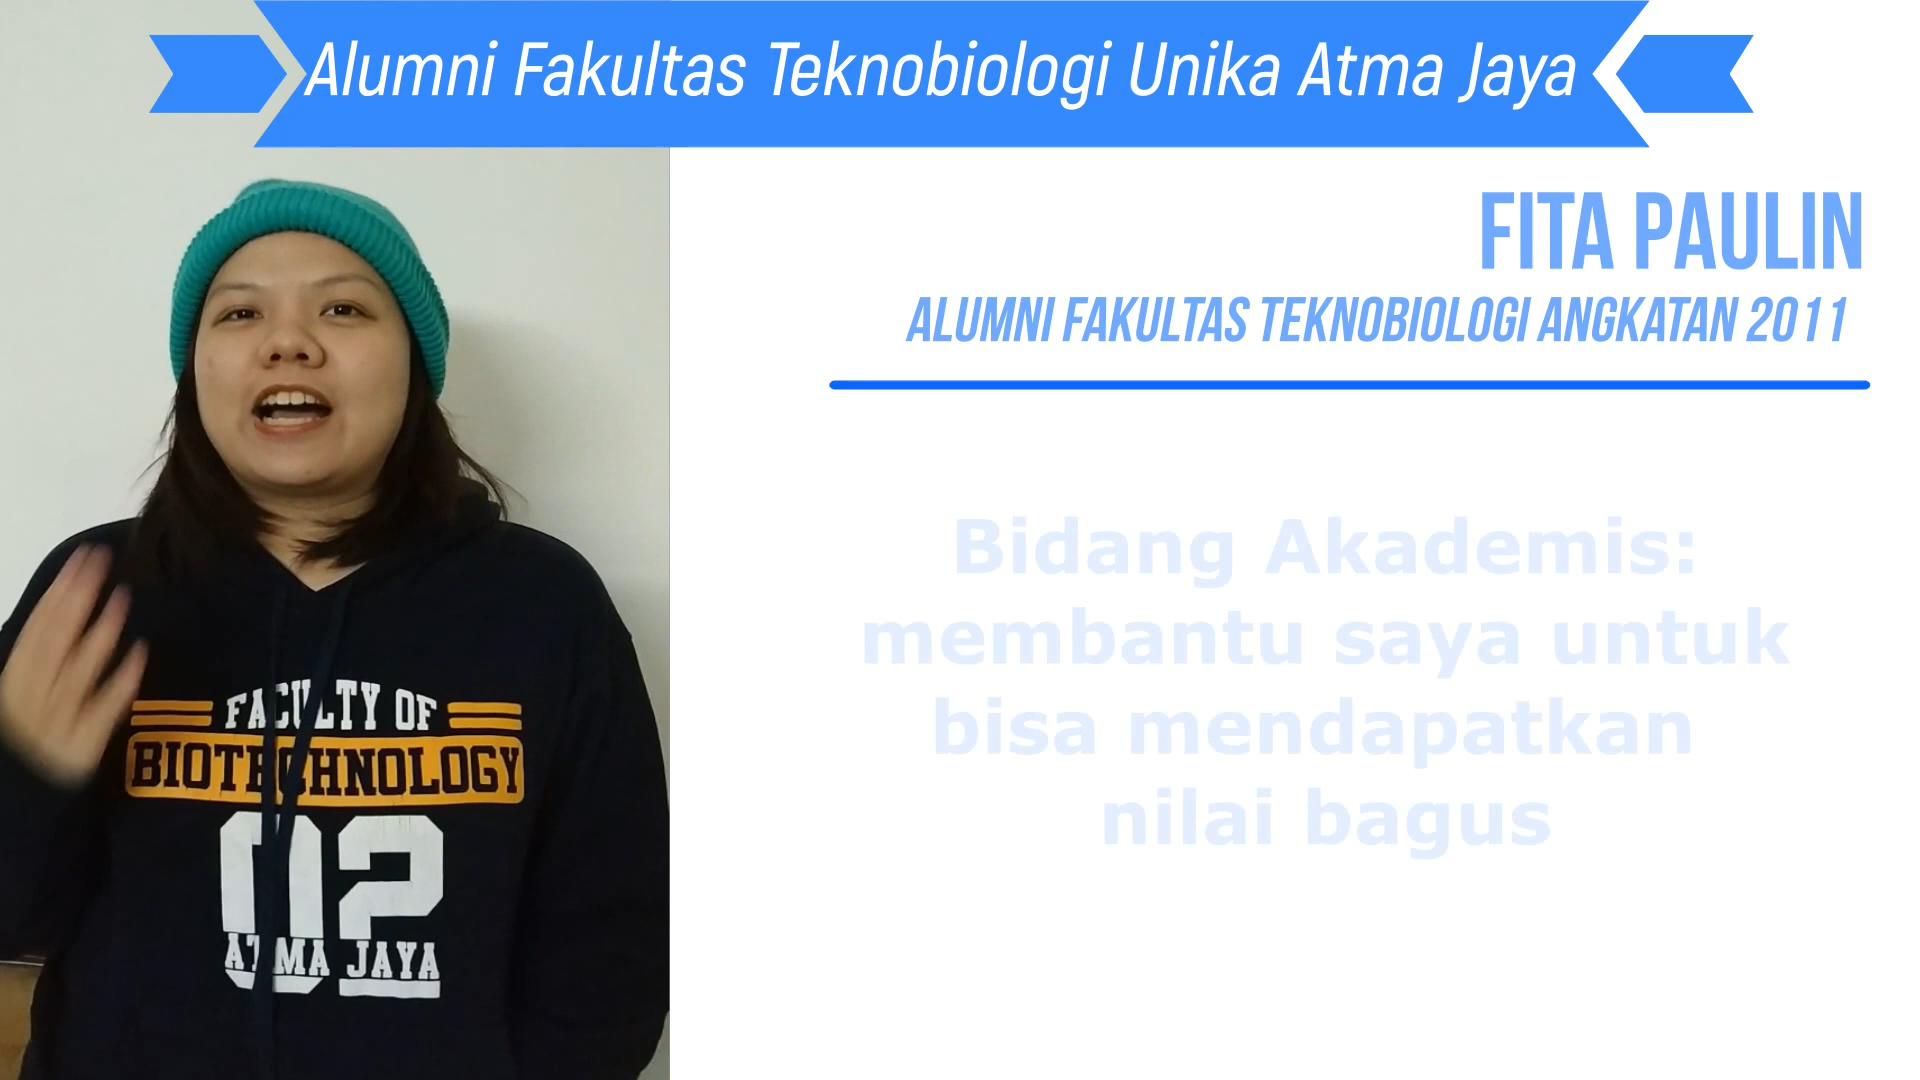 Alumni Fakultas Teknobiologi Unika Atma Jaya
FITA PAULIN
ALUMNI FAKULTAS TEKNOBIOLOGI ANGKATAN 2011
Bidang Akademis:
membantu saya untuk
bisa mendapatkan
nilai bagus
FACULTY OF
BIOTECHNOLOGY
02
ATMA JAYA